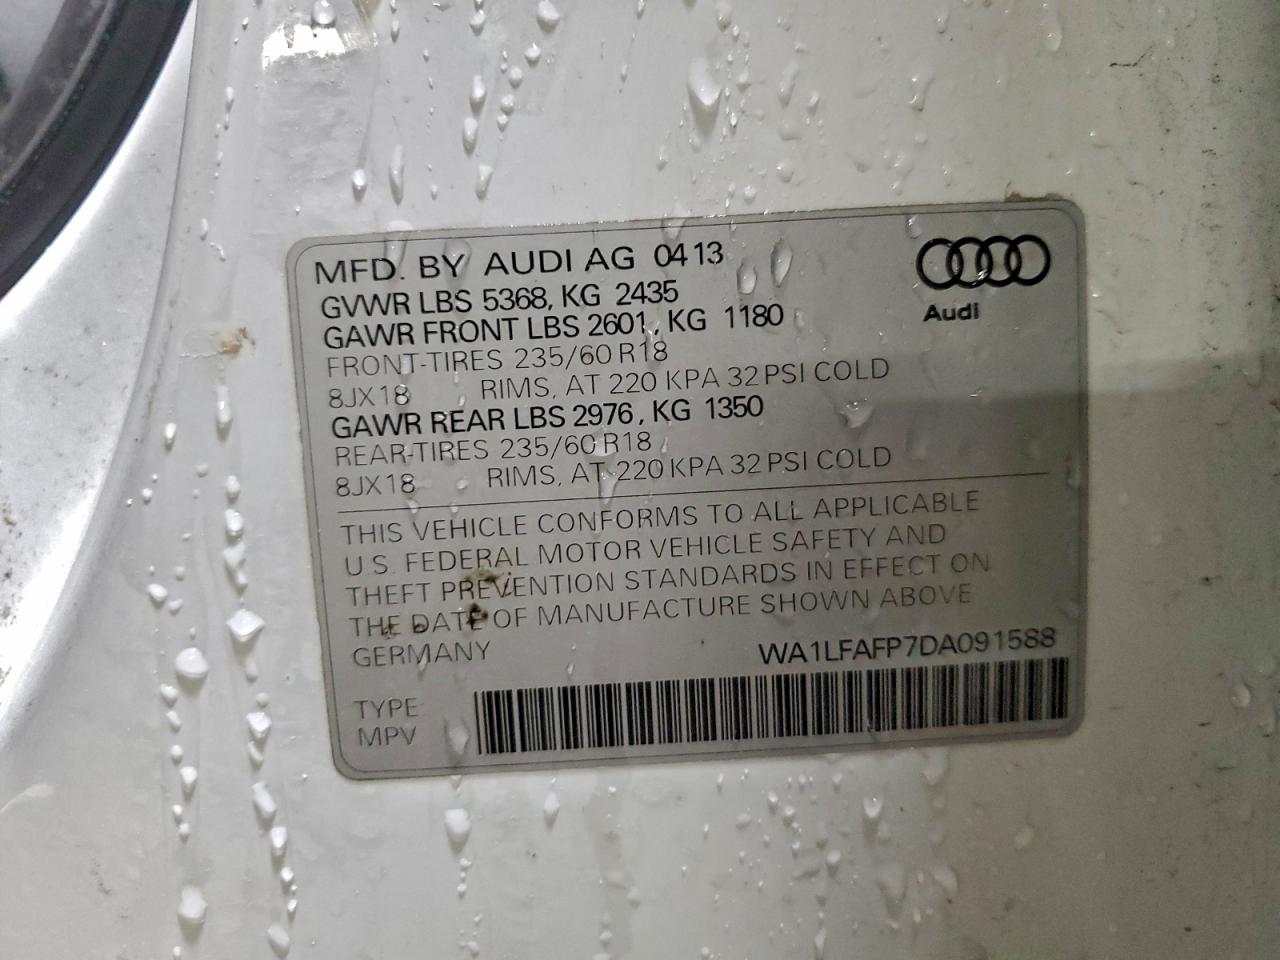 MFD. BY AUDI AG 0413
GVWR LBS 5368, KG 2435
GAWR FRONT LBS 2601, KG 1180
FRONT-TIRES 235/60 R18
8JX18 RIMS, AT 220 KPA 32 PSI COLD
GAWR REAR LBS 2976, KG 1350
REAR-TIRES 235/60 R18
8JX18 RIMS, AT 220 KPA 32 PSI COLD
Audi
THIS VEHICLE CONFORMS TO ALL APPLICABLE
U.S. FEDERAL MOTOR VEHICLE SAFETY AND
THEFT PREVENTION STANDARDS IN EFFECT ON
THE DATE OF MANUFACTURE SHOWN ABOVE
GERMANY WA1LFAFP7DA091588
TYPE
MPV